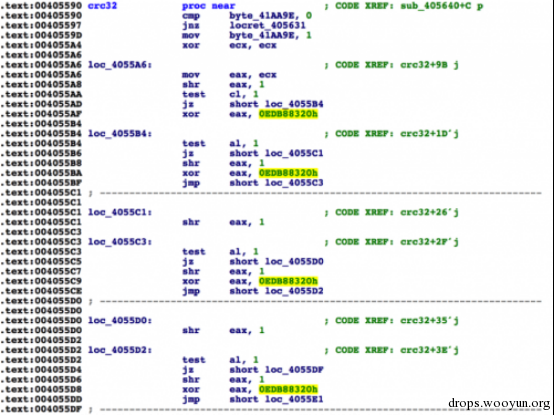 .text:00405590 crc32 proc near ; CODE XREF: sub_405640+C p
.text:00405590 cmp byte_41AA9E, 0
.text:00405597 jnz locret_405631
.text:0040559D mov byte_41AA9E, 1
.text:004055A4 xor ecx, ecx
.text:004055A6
.text:004055A6 loc_4055A6: ; CODE XREF: crc32+9B j
.text:004055A6 mov eax, ecx
.text:004055A8 shr eax, 1
.text:004055AA test cl, 1
.text:004055AD jz short loc_4055B4
.text:004055AF xor eax, 0EDB88320h
.text:004055B4
.text:004055B4 loc_4055B4: ; CODE XREF: crc32+1D↑j
.text:004055B4 test al, 1
.text:004055B6 jz short loc_4055C1
.text:004055B8 shr eax, 1
.text:004055BA xor eax, 0EDB88320h
.text:004055BF jmp short loc_4055C3
.text:004055C1 ; ---------------------------------------------------------------------------
.text:004055C1
.text:004055C1 loc_4055C1: ; CODE XREF: crc32+26↑j
.text:004055C1 shr eax, 1
.text:004055C3
.text:004055C3 loc_4055C3: ; CODE XREF: crc32+2F↑j
.text:004055C3 test al, 1
.text:004055C5 jz short loc_4055D0
.text:004055C7 shr eax, 1
.text:004055C9 xor eax, 0EDB88320h
.text:004055CE jmp short loc_4055D2
.text:004055D0 ; ---------------------------------------------------------------------------
.text:004055D0
.text:004055D0 loc_4055D0: ; CODE XREF: crc32+35↑j
.text:004055D0 shr eax, 1
.text:004055D2
.text:004055D2 loc_4055D2: ; CODE XREF: crc32+3E↑j
.text:004055D2 test al, 1
.text:004055D4 jz short loc_4055DF
.text:004055D6 shr eax, 1
.text:004055D8 xor eax, 0EDB88320h
.text:004055DD jmp short loc_4055E1
.text:004055DF ; ---------------------------------------------------------------------------
drops.wooyun.org